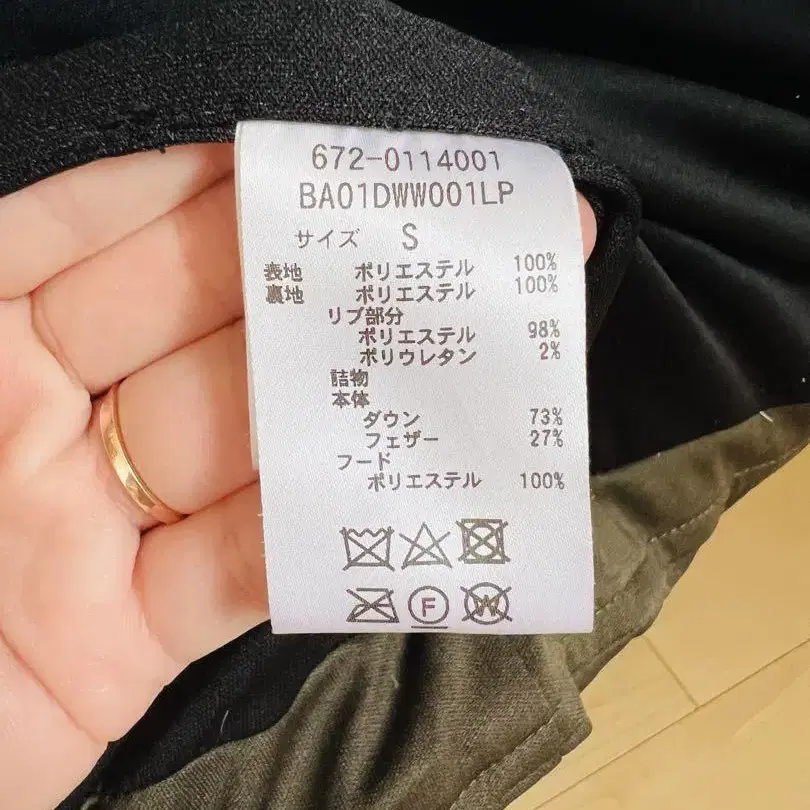 672-0114001
BA01DWW001LP
サイズ S
表地 ポリエステル 100%
裏地 ポリエステル 100%
リブ部分
ポリエステル 98%
ポリウレタン 2%
詰物
本体
ダウン 73%
フェザー 27%
フード
ポリエステル 100%
F W